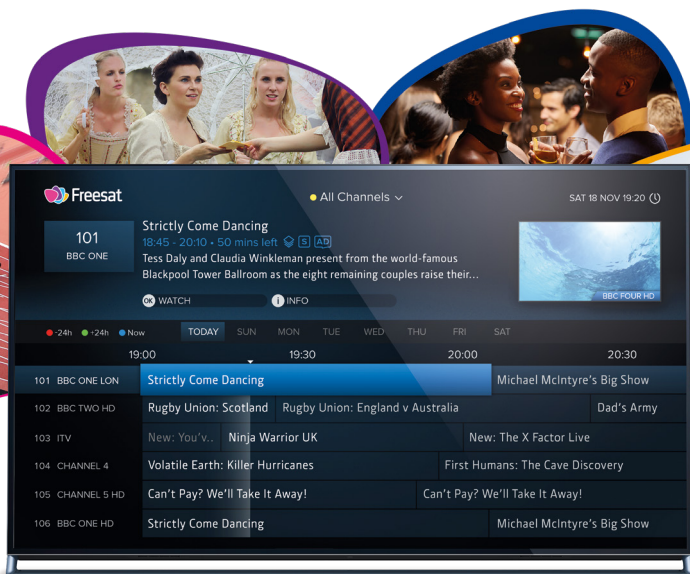 Freesat
All Channels
SAT 18 NOV 19:20
101
BBC ONE
Strictly Come Dancing
18:45 - 20:10 • 50 mins left S AD
Tess Daly and Claudia Winkleman present from the world-famous
Blackpool Tower Ballroom as the eight remaining couples raise their...
OK WATCH
i INFO
BBC FOUR HD
-24h +24h Now
TODAY SUN MON TUE WED THU FRI SAT
19:00 19:30 20:00 20:30
101 BBC ONE LON Strictly Come Dancing Michael McIntyre's Big Show
102 BBC TWO HD Rugby Union: Scotland Rugby Union: England v Australia Dad's Army
103 ITV New: You'v.. Ninja Warrior UK New: The X Factor Live
104 CHANNEL 4 Volatile Earth: Killer Hurricanes First Humans: The Cave Discovery
105 CHANNEL 5 HD Can't Pay? We'll Take It Away! Can't Pay? We'll Take It Away!
106 BBC ONE HD Strictly Come Dancing Michael McIntyre's Big Show